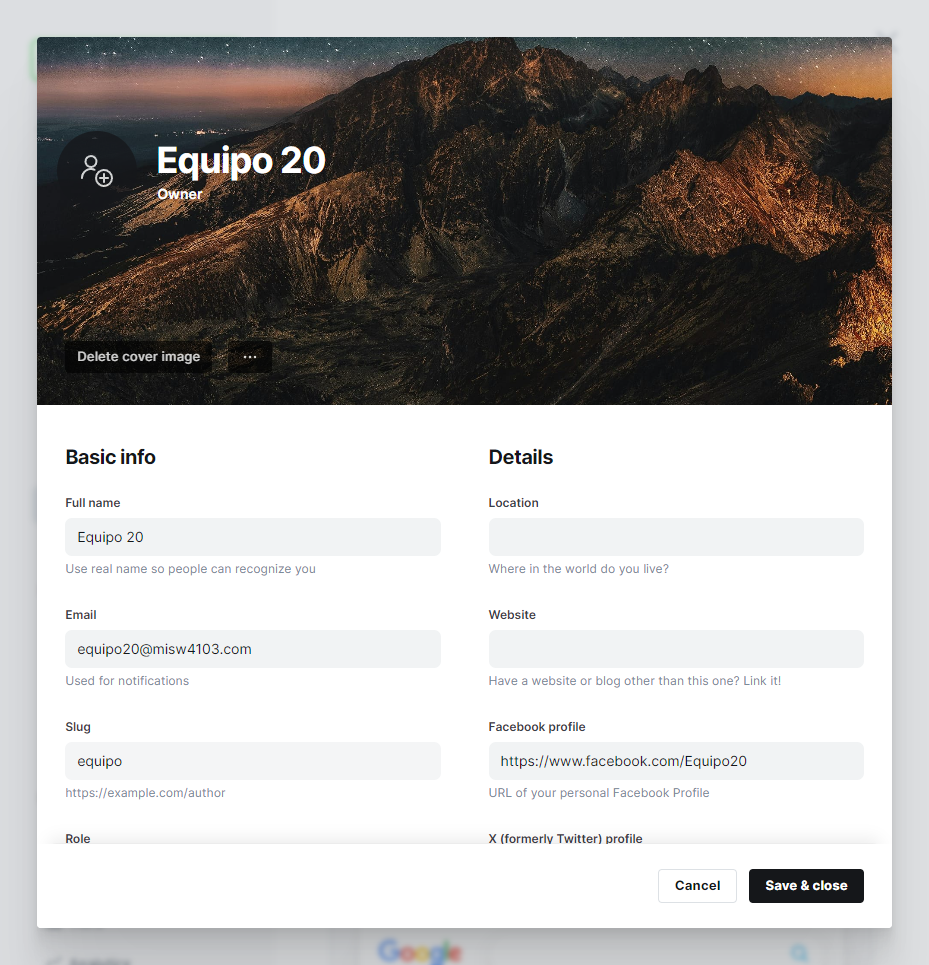 Equipo 20
Owner
Delete cover image
Basic info
Full name
Equipo 20
Use real name so people can recognize you
Email
equipo20@misw4103.com
Used for notifications
Slug
equipo
https://example.com/author
Role
Details
Location
Where in the world do you live?
Website
Have a website or blog other than this one? Link it!
Facebook profile
https://www.facebook.com/Equipo20
URL of your personal Facebook Profile
X (formerly Twitter) profile
Cancel
Save & close
Analytics
Google